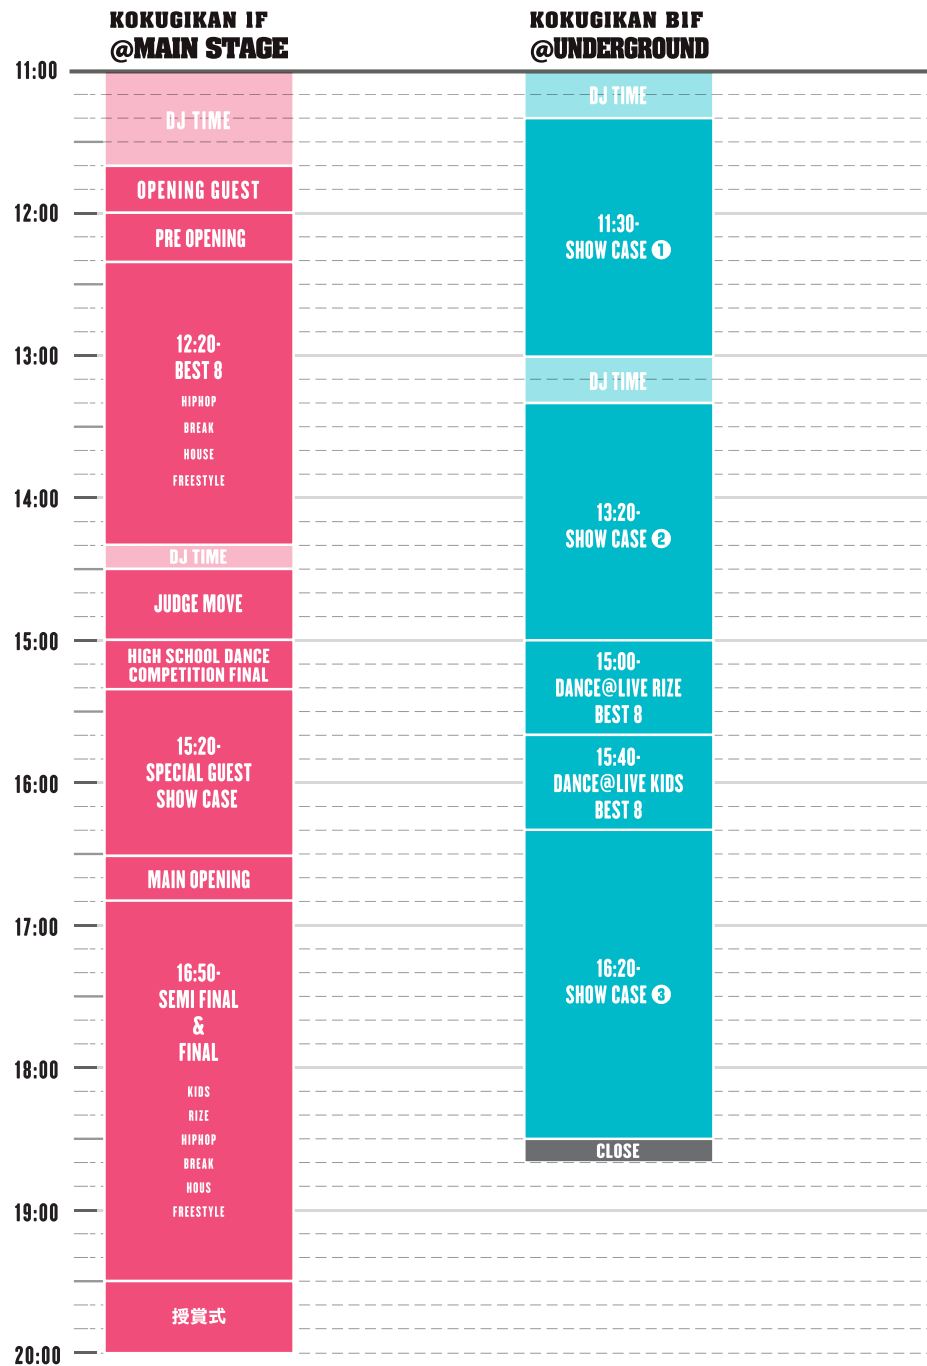 KOKUGIKAN 1F
@MAIN STAGE
KOKUGIKAN B1F
@UNDERGROUND
11:00
12:00
13:00
14:00
15:00
16:00
17:00
18:00
19:00
20:00
DJ TIME
OPENING GUEST
PRE OPENING
12:20-
BEST 8
HIPHOP
BREAK
HOUSE
FREESTYLE
DJ TIME
JUDGE MOVE
HIGH SCHOOL DANCE
COMPETITION FINAL
15:20-
SPECIAL GUEST
SHOW CASE
MAIN OPENING
16:50-
SEMI FINAL
&
FINAL
KIDS
RIZE
HIPHOP
BREAK
HOUS
FREESTYLE
授賞式
DJ TIME
11:30-
SHOW CASE ❶
DJ TIME
13:20-
SHOW CASE ❷
15:00-
DANCE@LIVE RIZE
BEST 8
15:40-
DANCE@LIVE KIDS
BEST 8
16:20-
SHOW CASE ❸
CLOSE